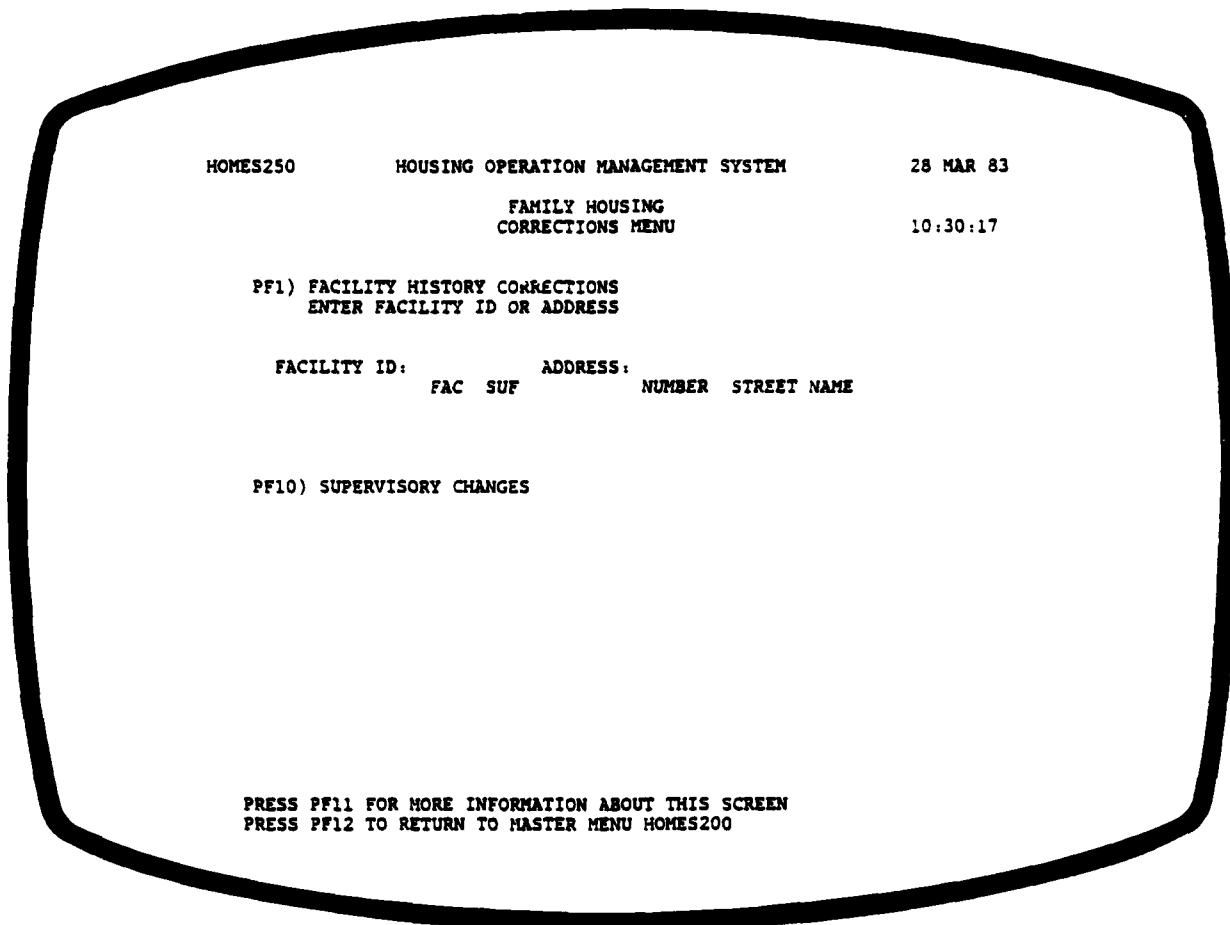 HOMES250 HOUSING OPERATION MANAGEMENT SYSTEM 28 MAR 83
FAMILY HOUSING
CORRECTIONS MENU 10:30:17
PF1) FACILITY HISTORY CORRECTIONS
ENTER FACILITY ID OR ADDRESS
FACILITY ID: ADDRESS:
FAC SUF NUMBER STREET NAME
PF10) SUPERVISORY CHANGES
PRESS PF11 FOR MORE INFORMATION ABOUT THIS SCREEN
PRESS PF12 TO RETURN TO MASTER MENU HOMES200